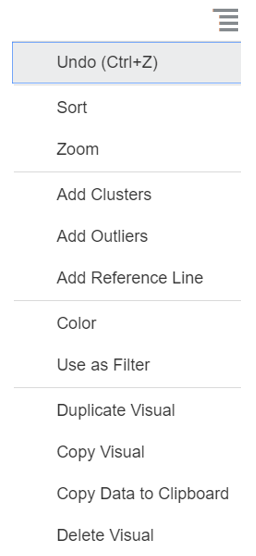 Undo (Ctrl+Z)
Sort
Zoom
Add Clusters
Add Outliers
Add Reference Line
Color
Use as Filter
Duplicate Visual
Copy Visual
Copy Data to Clipboard
Delete Visual